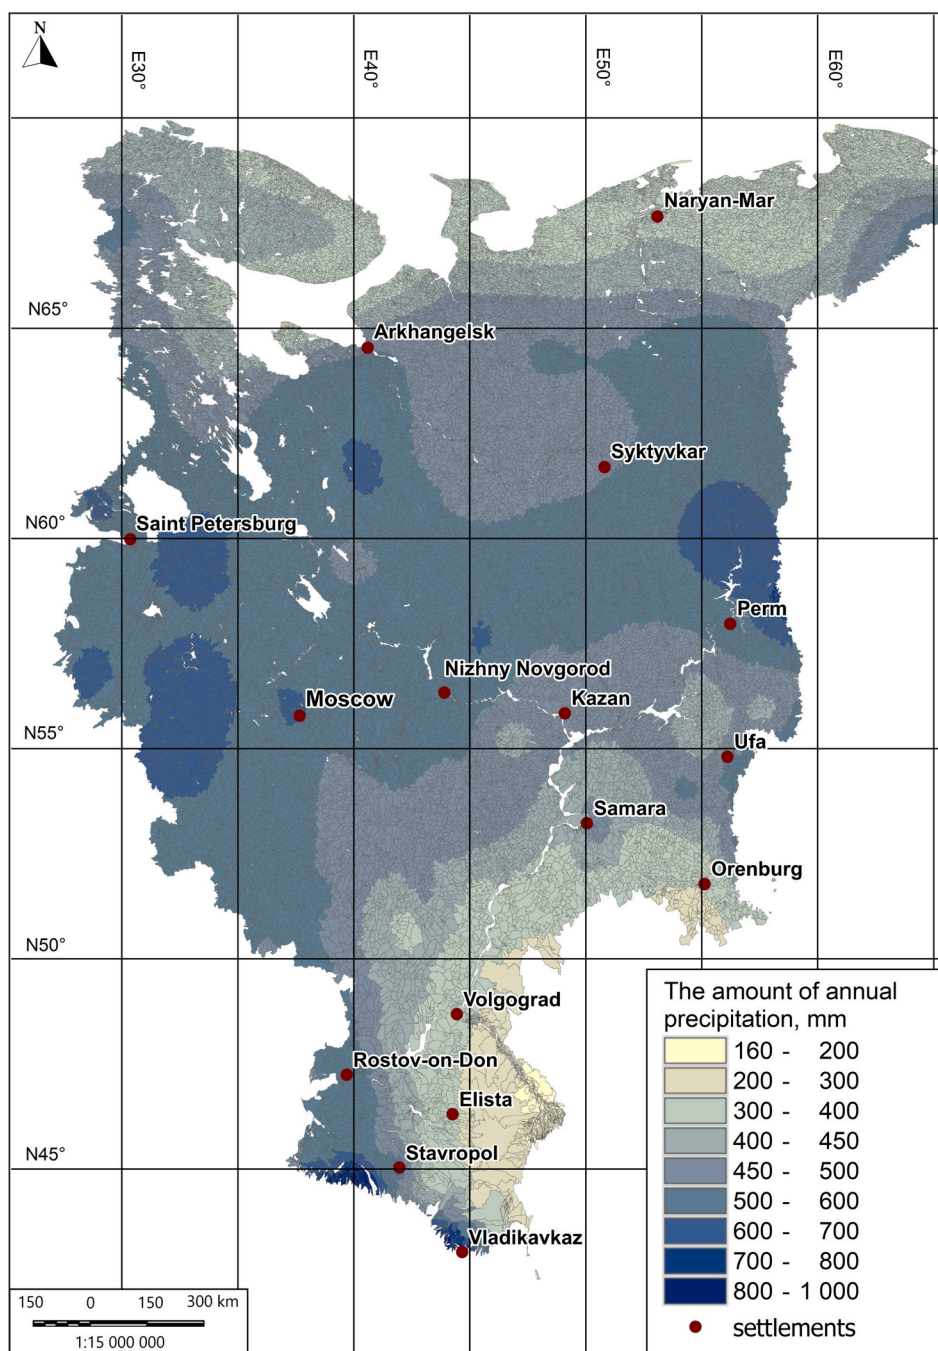 N
E30°
E40°
E50°
E60°
Naryan-Mar
N65°
Arkhangelsk
Syktyvkar
N60°
Saint Petersburg
Perm
Nizhny Novgorod
Moscow
Kazan
N55°
Ufa
Samara
Orenburg
N50°
Volgograd
Rostov-on-Don
Elista
N45°
Stavropol
Vladikavkaz
The amount of annual
precipitation, mm
160 - 200
200 - 300
300 - 400
400 - 450
450 - 500
500 - 600
600 - 700
700 - 800
800 - 1 000
settlements
150 0 150 300 km
1:15 000 000